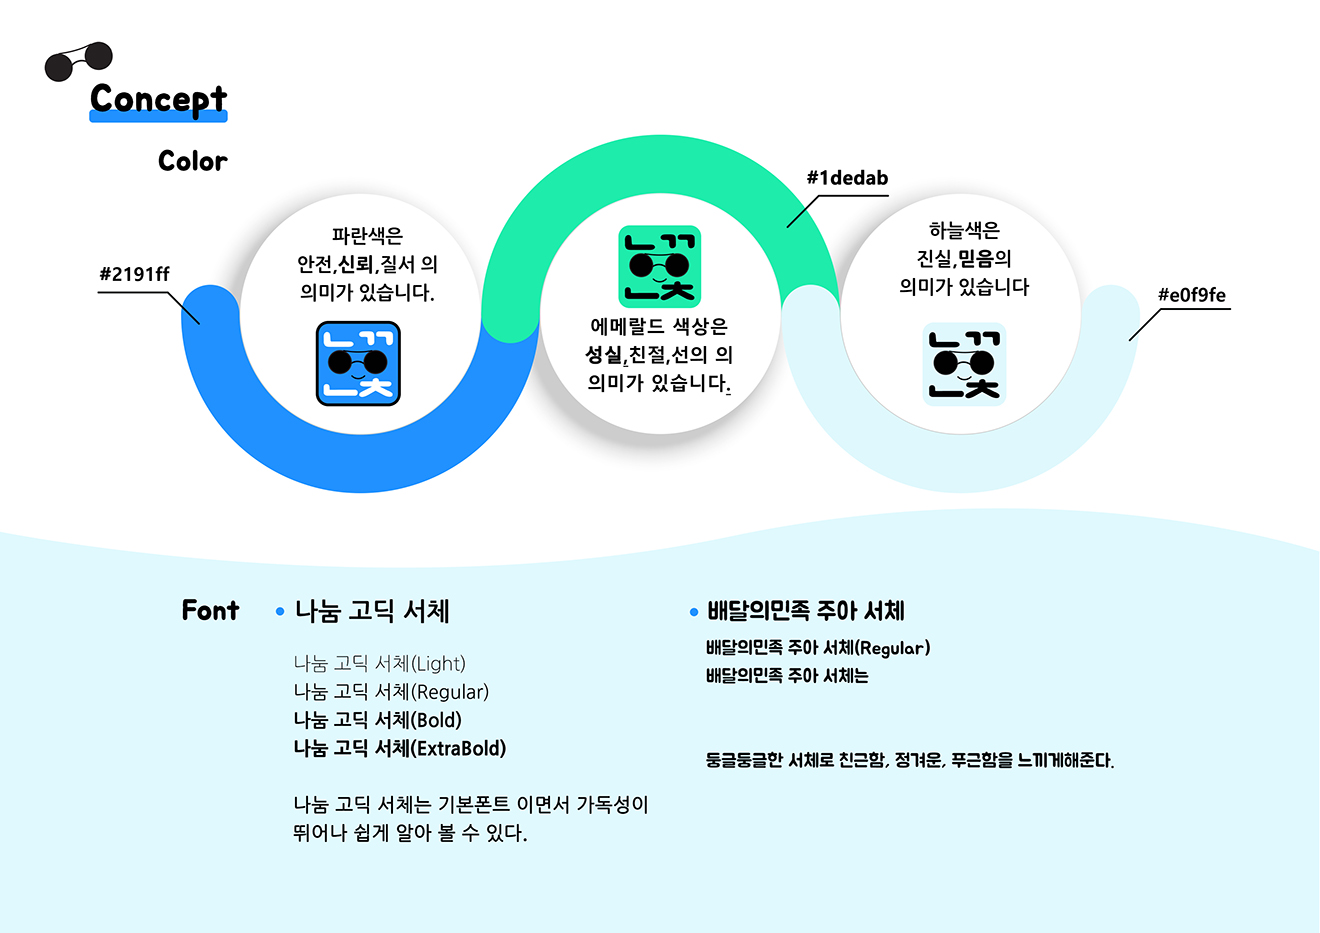 Concept
Color
#2191ff
파란색은
안전,신뢰,질서 의
의미가 있습니다.
느끼
는 ㅊ
#1dedab
느끼
는 ㅊ
에메랄드 색상은
성실,친절,선의 의
의미가 있습니다.
하늘색은
진실,믿음의
의미가 있습니다
#e0f9fe
Font
나눔 고딕 서체
나눔 고딕 서체(Light)
나눔 고딕 서체(Regular)
나눔 고딕 서체(Bold)
나눔 고딕 서체(ExtraBold)
나눔 고딕 서체는 기본폰트 이면서 가독성이
뛰어나 쉽게 알아 볼 수 있다.
배달의민족 주아 서체
배달의민족 주아 서체(Regular)
배달의민족 주아 서체는
둥글둥글한 서체로 친근함, 정겨운, 푸근함을 느끼게해준다.